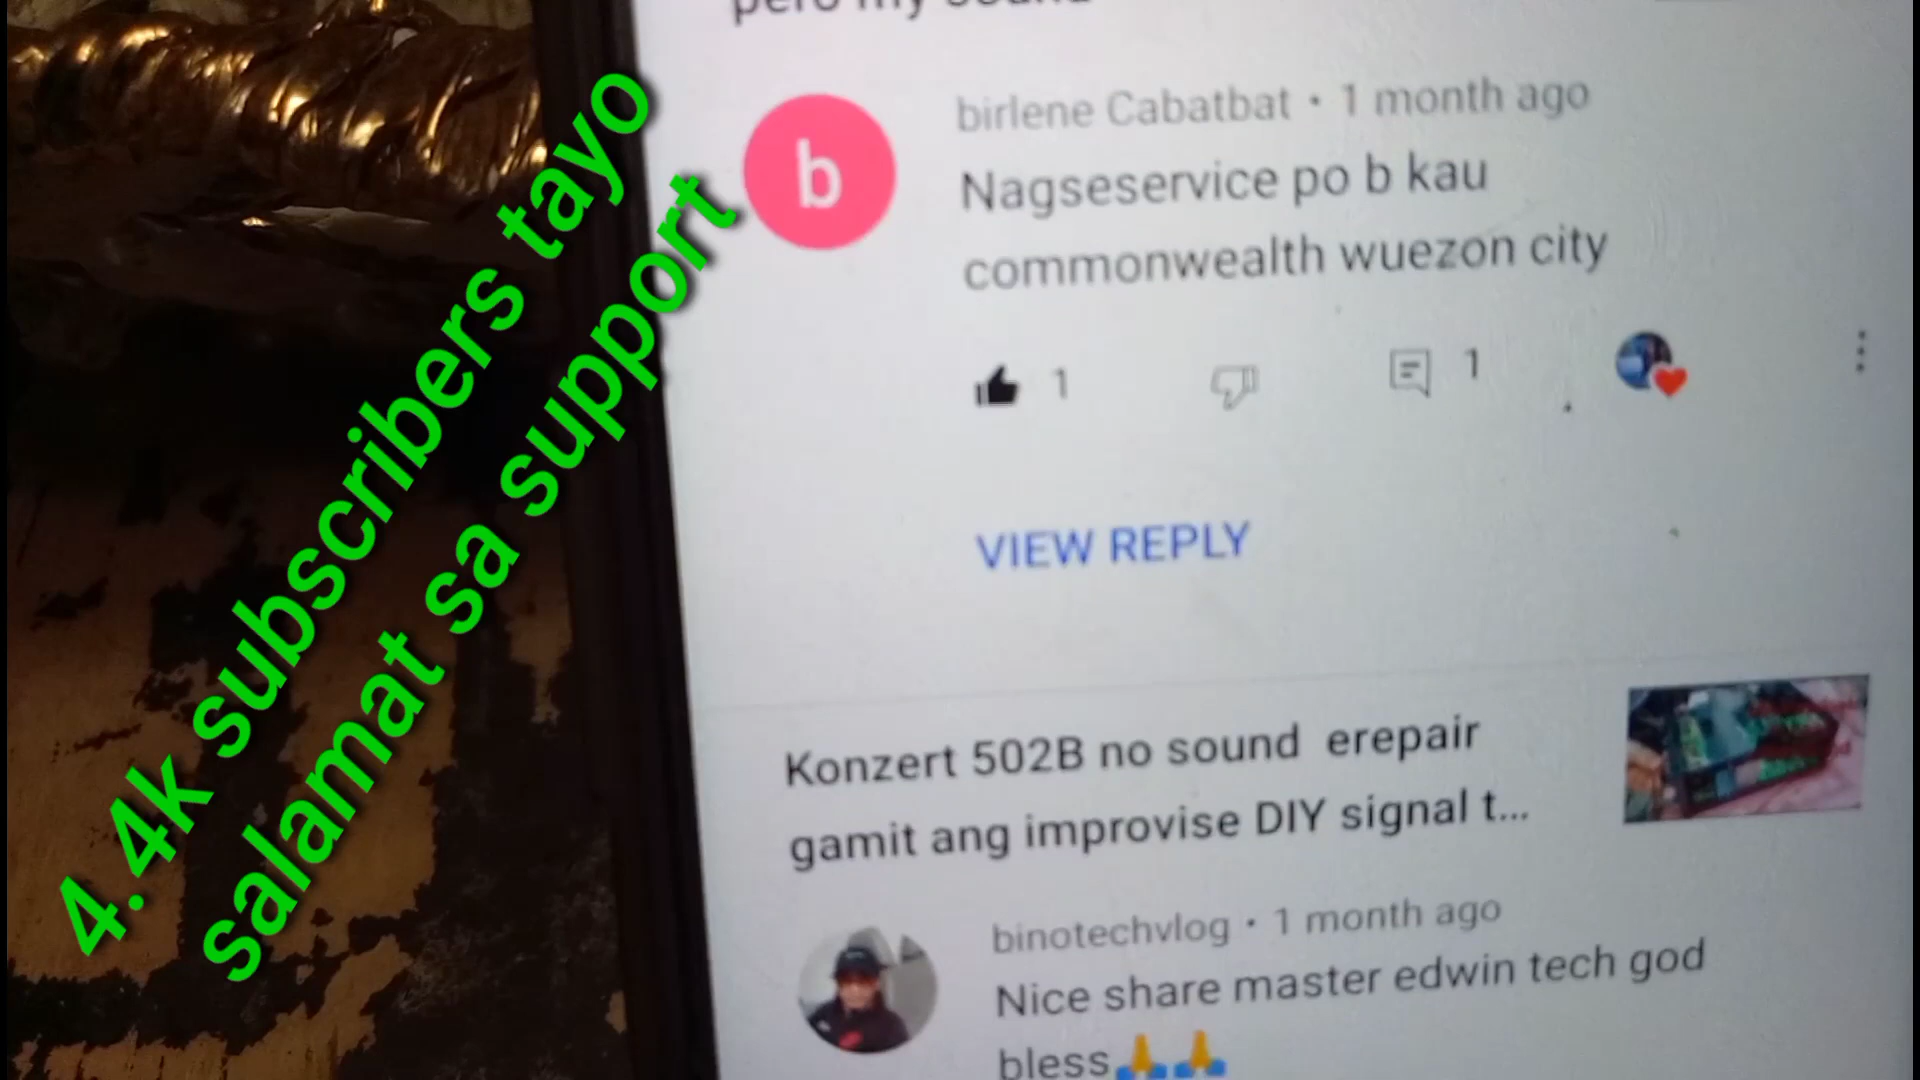 pero my sound
birlene Cabatbat • 1 month ago
b
Nagseservice po b kau
commonwealth wuezon city
1
1
VIEW REPLY
Konzert 502B no sound erepair
gamit ang improvise DIY signal t...
binotechvlog • 1 month ago
Nice share master edwin tech god
bless🙏🙏
4.4k subscribers tayo
salamat sa support